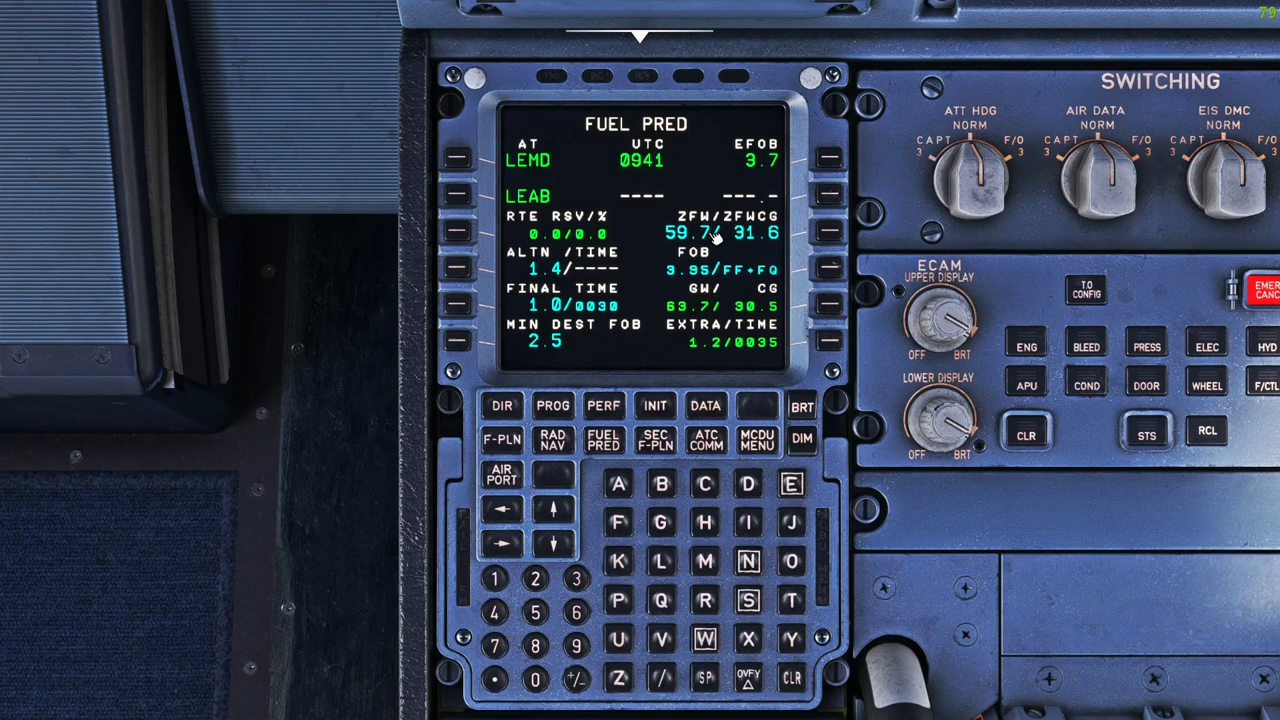 79
FUEL PRED
AT UTC EFOB
LEMD 0941 3.7
LEAB ---- ---.-
RTE RSV/% ZFW/ZFWCG
0.0/0.0 59.7/ 31.6
ALTN /TIME FOB
1.4/---- 3.95/FF+FQ
FINAL TIME GW/ CG
1.0/0030 63.7/ 30.5
MIN DEST FOB EXTRA/TIME
2.5 1.2/0035
DIR PROG PERF INIT DATA BRT
F-PLN RAD NAV FUEL PRED SEC F-PLN ATC COMM MCDU MENU DIM
AIR PORT
← ↑
→ ↓
A B C D E
F G H I J
K L M N O
1 2 3 P Q R S T
4 5 6 U V W X Y
7 8 9 Z / SP OVFY △ CLR
. 0 +/-
SWITCHING
ATT HDG AIR DATA EIS DMC
NORM NORM NORM
CAPT 3 F/O 3 CAPT 3 F/O 3 CAPT 3 F/O 3
ECAM
UPPER DISPLAY
OFF BRT
LOWER DISPLAY
OFF BRT
T.O CONFIG
EMER CANC
ENG BLEED PRESS ELEC HYD
APU COND DOOR WHEEL F/CTL
CLR STS RCL